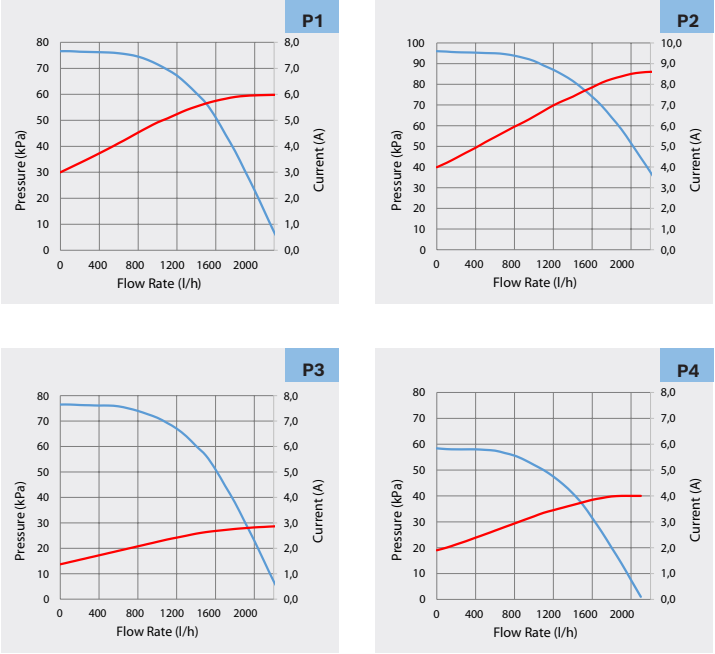 P1
80 8,0
70 7,0
60 6,0
50 5,0
40 4,0
30 3,0
20 2,0
10 1,0
0 0,0
Pressure (kPa)
Current (A)
0 400 800 1200 1600 2000
Flow Rate (l/h)
P2
100 10,0
90 9,0
80 8,0
70 7,0
60 6,0
50 5,0
40 4,0
30 3,0
20 2,0
10 1,0
0 0,0
Pressure (kPa)
Current (A)
0 400 800 1200 1600 2000
Flow Rate (l/h)
P3
80 8,0
70 7,0
60 6,0
50 5,0
40 4,0
30 3,0
20 2,0
10 1,0
0 0,0
Pressure (kPa)
Current (A)
0 400 800 1200 1600 2000
Flow Rate (l/h)
P4
80 8,0
70 7,0
60 6,0
50 5,0
40 4,0
30 3,0
20 2,0
10 1,0
0 0,0
Pressure (kPa)
Current (A)
0 400 800 1200 1600 2000
Flow Rate (l/h)